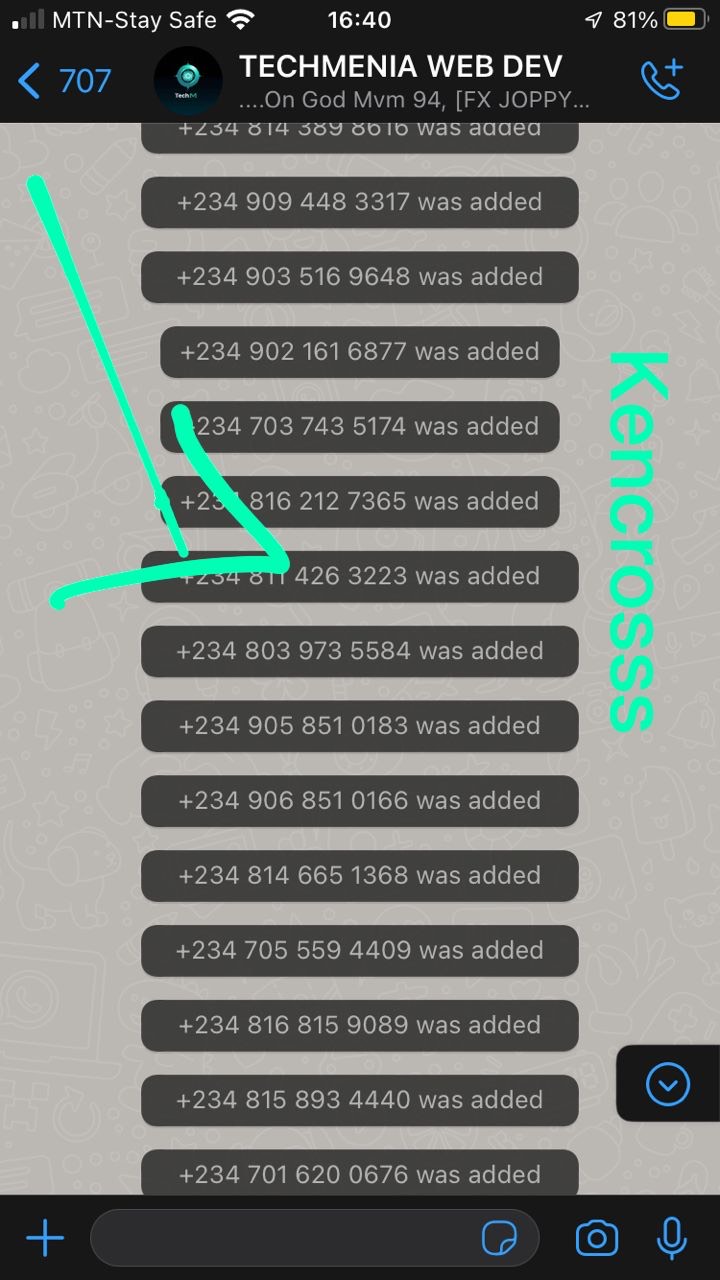 MTN-Stay Safe 16:40 81%
707 TECHMENIA WEB DEV
....On God Mvm 94, [FX JOPPY...
Tech M
+234 814 389 8616 was added
+234 909 448 3317 was added
+234 903 516 9648 was added
+234 902 161 6877 was added
+234 703 743 5174 was added
+234 816 212 7365 was added
+234 811 426 3223 was added
+234 803 973 5584 was added
+234 905 851 0183 was added
+234 906 851 0166 was added
+234 814 665 1368 was added
+234 705 559 4409 was added
+234 816 815 9089 was added
+234 815 893 4440 was added
+234 701 620 0676 was added
Kencrosss